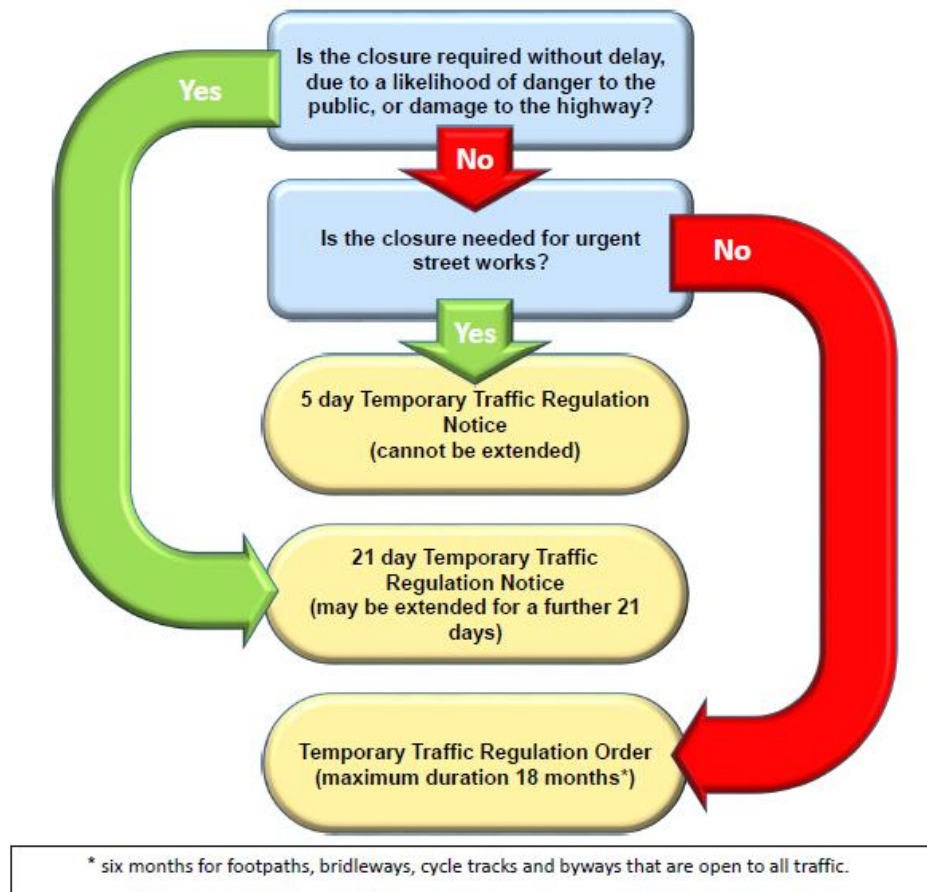 Is the closure required without delay,
due to a likelihood of danger to the
public, or damage to the highway?
Yes
No
Is the closure needed for urgent
street works?
No
Yes
5 day Temporary Traffic Regulation
Notice
(cannot be extended)
21 day Temporary Traffic
Regulation Notice
(may be extended for a further 21
days)
Temporary Traffic Regulation Order
(maximum duration 18 months*)
* six months for footpaths, bridleways, cycle tracks and byways that are open to all traffic.